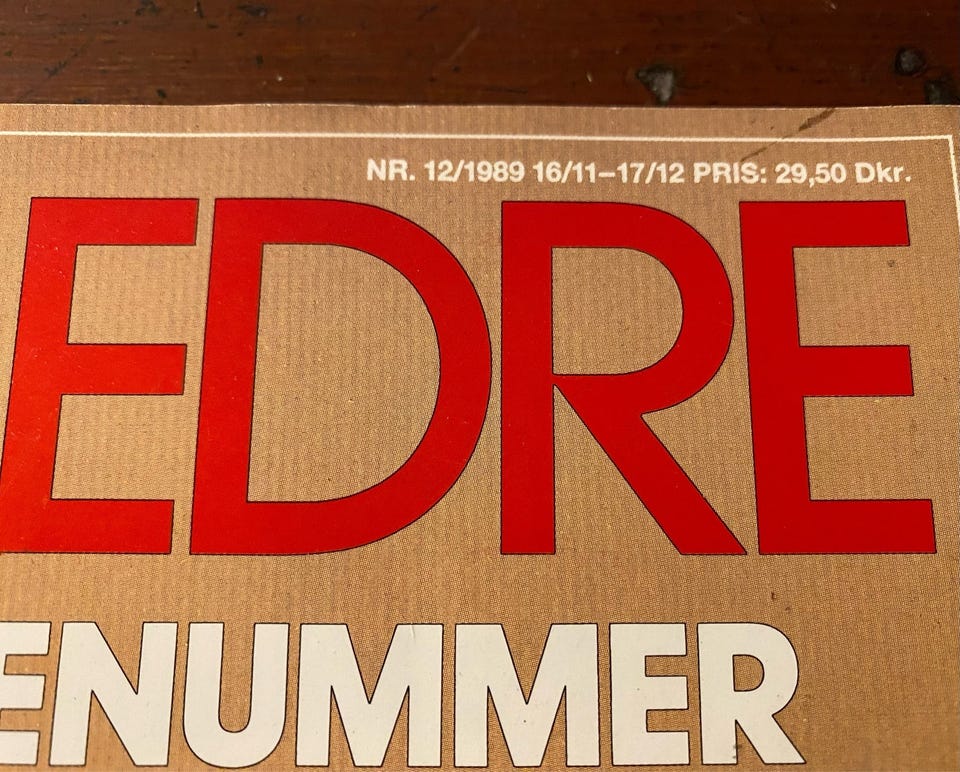 NR. 12/1989 16/11–17/12 PRIS: 29,50 Dkr.
EDRE
ENUMMER